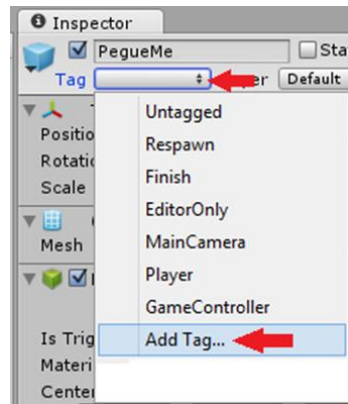 Inspector
PegueMe Sta
Tag er Default
Untagged
Positio
Respawn
Rotatio
Finish
Scale
EditorOnly
Mesh
MainCamera
Player
GameController
Is Trig
Add Tag...
Materi
Center